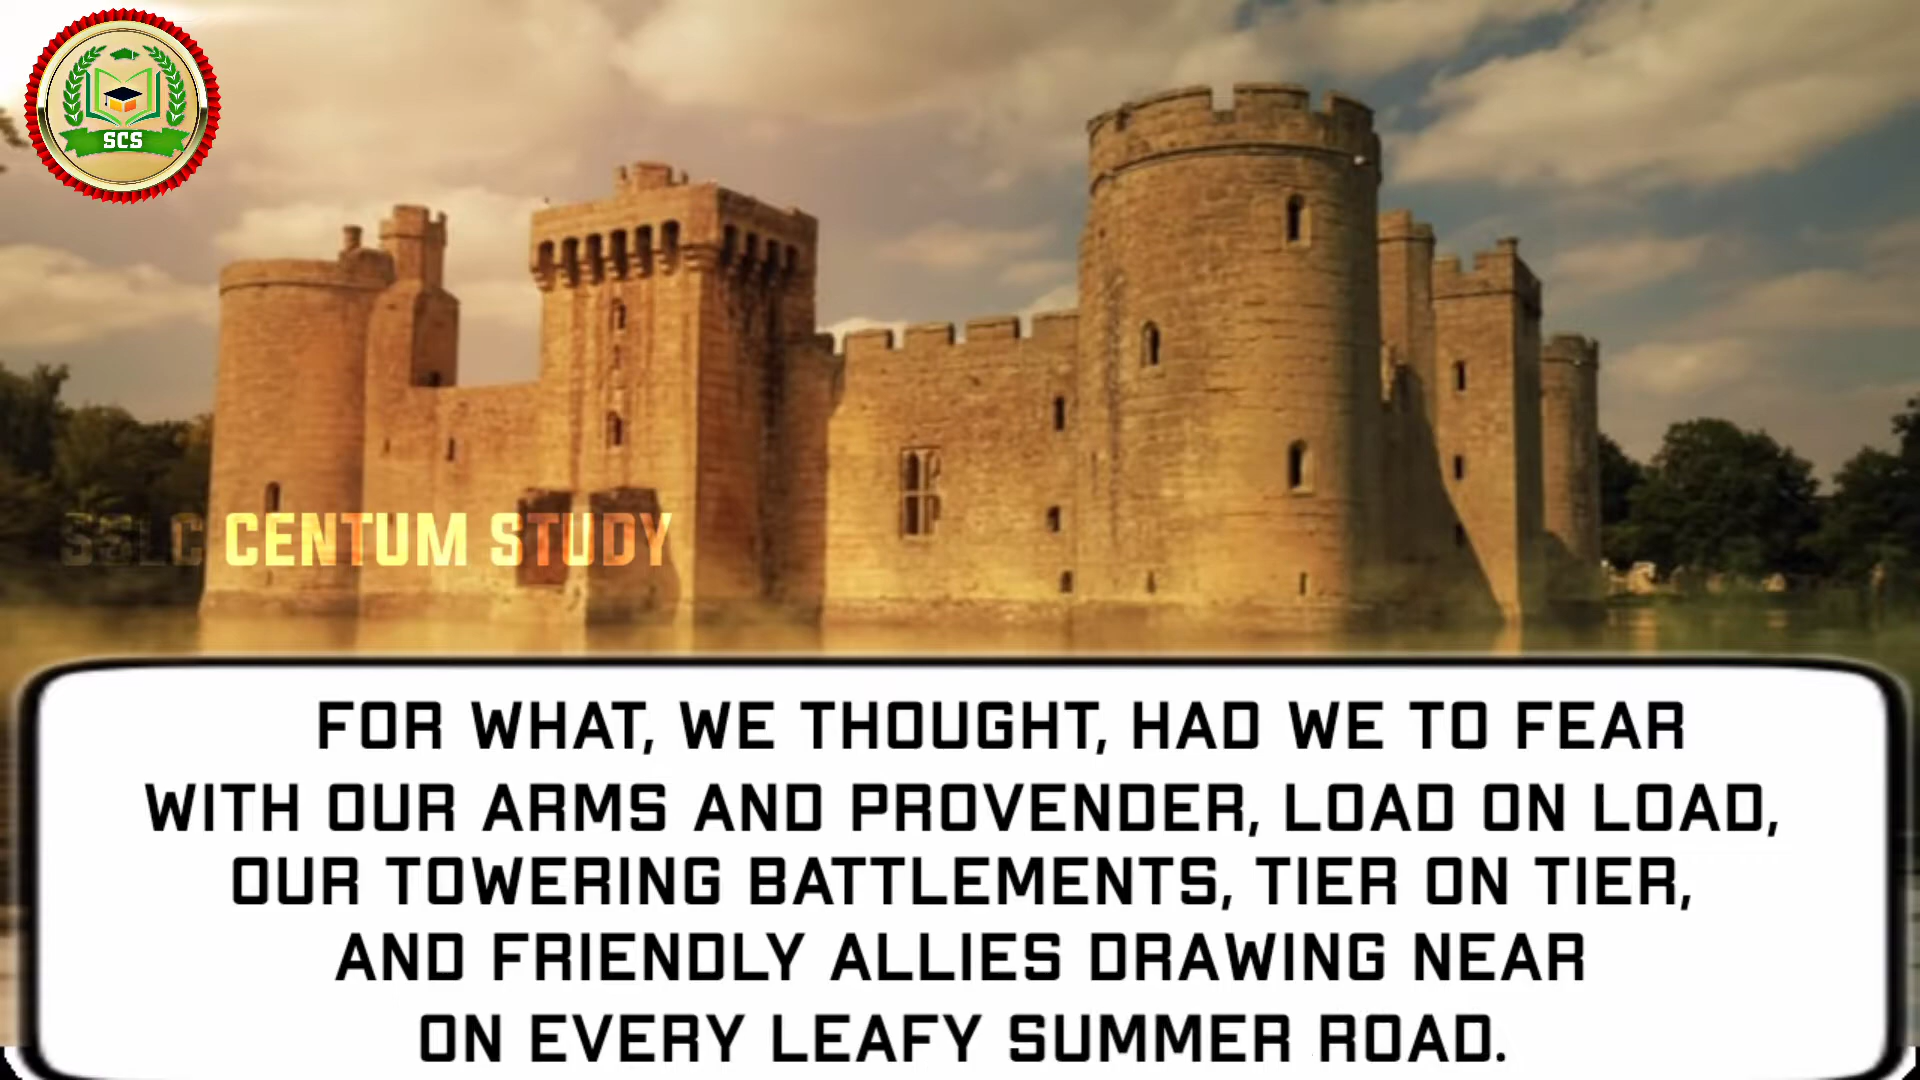 SCS
SSLC CENTUM STUDY
FOR WHAT, WE THOUGHT, HAD WE TO FEAR
WITH OUR ARMS AND PROVENDER, LOAD ON LOAD,
OUR TOWERING BATTLEMENTS, TIER ON TIER,
AND FRIENDLY ALLIES DRAWING NEAR
ON EVERY LEAFY SUMMER ROAD.